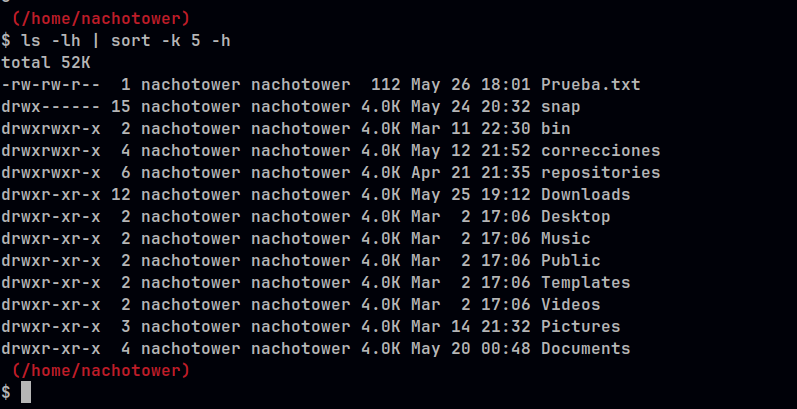 (/home/nachotower)
$ ls -lh | sort -k 5 -h
total 52K
-rw-rw-r--  1 nachotower nachotower  112 May 26 18:01 Prueba.txt
drwx------ 15 nachotower nachotower 4.0K May 24 20:32 snap
drwxrwxr-x  2 nachotower nachotower 4.0K Mar 11 22:30 bin
drwxrwxr-x  4 nachotower nachotower 4.0K May 12 21:52 correcciones
drwxrwxr-x  6 nachotower nachotower 4.0K Apr 21 21:35 repositories
drwxr-xr-x 12 nachotower nachotower 4.0K May 25 19:12 Downloads
drwxr-xr-x  2 nachotower nachotower 4.0K Mar  2 17:06 Desktop
drwxr-xr-x  2 nachotower nachotower 4.0K Mar  2 17:06 Music
drwxr-xr-x  2 nachotower nachotower 4.0K Mar  2 17:06 Public
drwxr-xr-x  2 nachotower nachotower 4.0K Mar  2 17:06 Templates
drwxr-xr-x  2 nachotower nachotower 4.0K Mar  2 17:06 Videos
drwxr-xr-x  3 nachotower nachotower 4.0K Mar 14 21:32 Pictures
drwxr-xr-x  4 nachotower nachotower 4.0K May 20 00:48 Documents
(/home/nachotower)
$